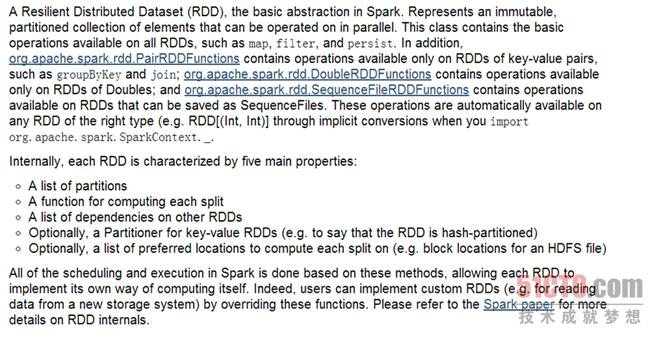 A Resilient Distributed Dataset (RDD), the basic abstraction in Spark. Represents an immutable,
partitioned collection of elements that can be operated on in parallel. This class contains the basic
operations available on all RDDs, such as map, filter, and persist. In addition,
org.apache.spark.rdd.PairRDDFunctions contains operations available only on RDDs of key-value pairs,
such as groupByKey and join; org.apache.spark.rdd.DoubleRDDFunctions contains operations available
only on RDDs of Doubles; and org.apache.spark.rdd.SequenceFileRDDFunctions contains operations
available on RDDs that can be saved as SequenceFiles. These operations are automatically available on
any RDD of the right type (e.g. RDD[(Int, Int)] through implicit conversions when you import
org.apache.spark.SparkContext._.
Internally, each RDD is characterized by five main properties:
○ A list of partitions
○ A function for computing each split
○ A list of dependencies on other RDDs
○ Optionally, a Partitioner for key-value RDDs (e.g. to say that the RDD is hash-partitioned)
○ Optionally, a list of preferred locations to compute each split on (e.g. block locations for an HDFS file)
All of the scheduling and execution in Spark is done based on these methods, allowing each RDD to
implement its own way of computing itself. Indeed, users can implement custom RDDs (e.g. for reading
data from a new storage system) by overriding these functions. Please refer to the Spark paper for more
details on RDD internals.
51CTO.com
技术成就梦想